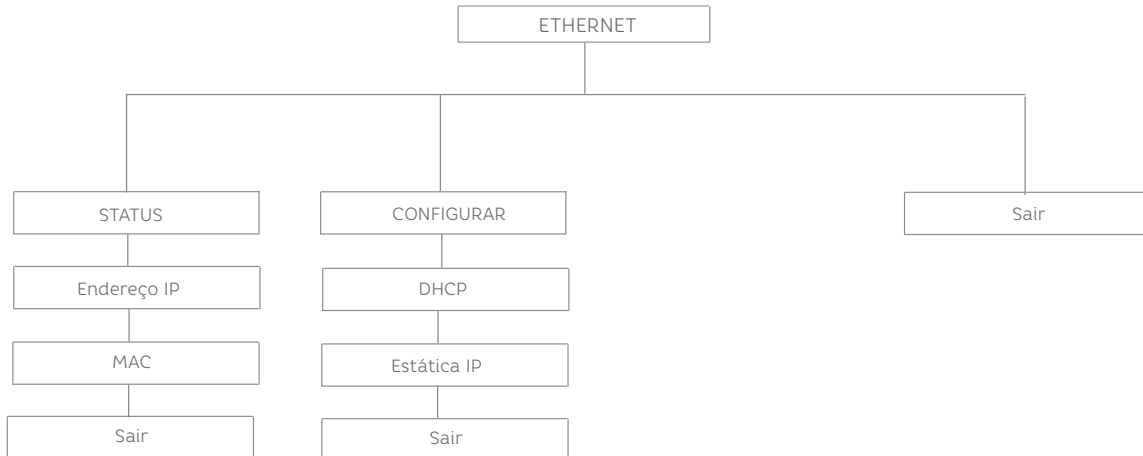 ETHERNET
STATUS
CONFIGURAR
Sair
Endereço IP
DHCP
MAC
Estática IP
Sair
Sair